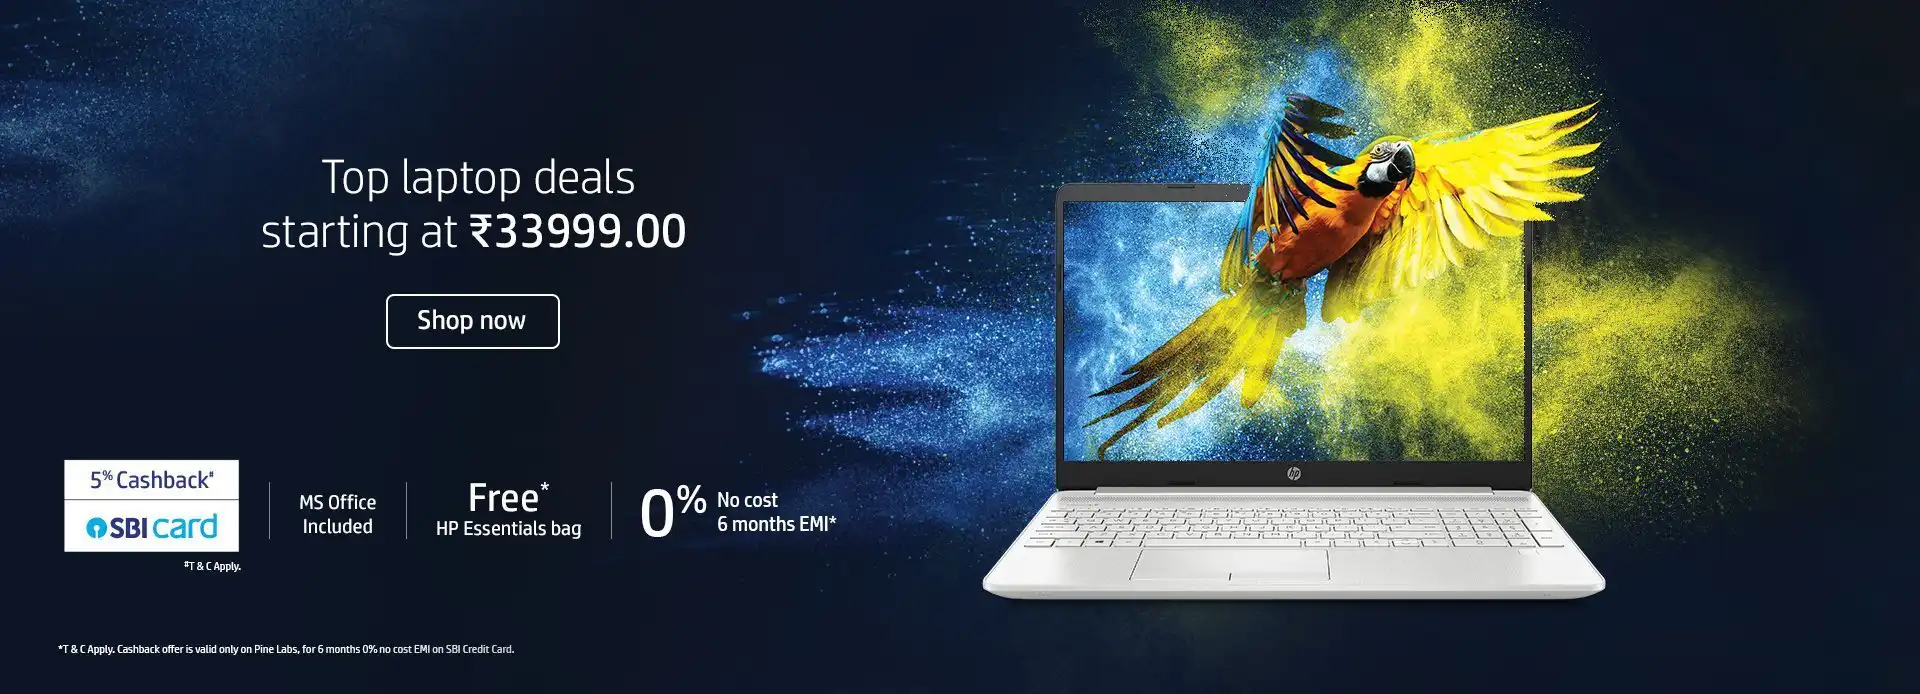 Top laptop deals
starting at ₹33999.00
Shop now
5% Cashback#
SBI card
#T & C Apply.
MS Office
Included
Free*
HP Essentials bag
0% No cost
6 months EMI*
hp
*T & C Apply. Cashback offer is valid only on Pine Labs, for 6 months 0% no cost EMI on SBI Credit Card.